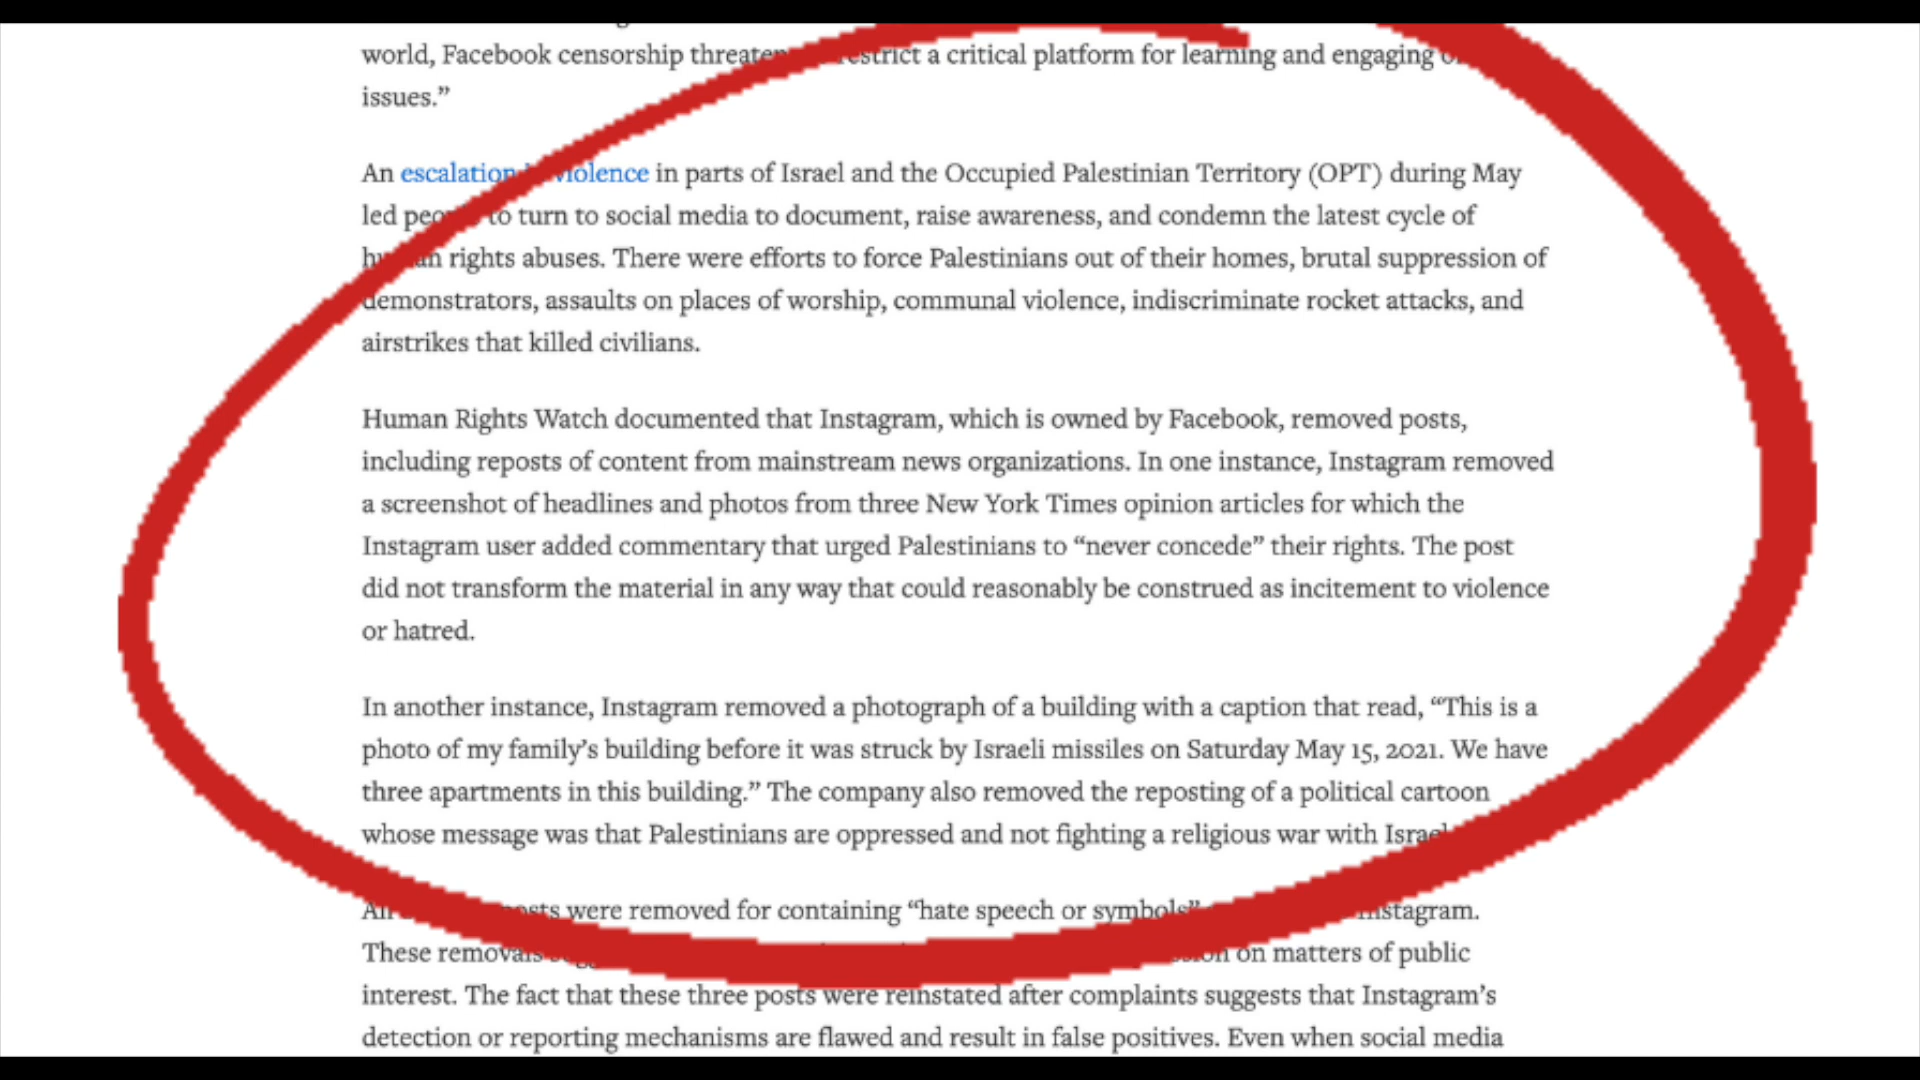 world, Facebook censorship threatens restrict a critical platform for learning and engaging
issues.”
An escalation violence in parts of Israel and the Occupied Palestinian Territory (OPT) during May
led people to turn to social media to document, raise awareness, and condemn the latest cycle of
human rights abuses. There were efforts to force Palestinians out of their homes, brutal suppression of
demonstrators, assaults on places of worship, communal violence, indiscriminate rocket attacks, and
airstrikes that killed civilians.
Human Rights Watch documented that Instagram, which is owned by Facebook, removed posts,
including reposts of content from mainstream news organizations. In one instance, Instagram removed
a screenshot of headlines and photos from three New York Times opinion articles for which the
Instagram user added commentary that urged Palestinians to “never concede” their rights. The post
did not transform the material in any way that could reasonably be construed as incitement to violence
or hatred.
In another instance, Instagram removed a photograph of a building with a caption that read, “This is a
photo of my family’s building before it was struck by Israeli missiles on Saturday May 15, 2021. We have
three apartments in this building.” The company also removed the reposting of a political cartoon
whose message was that Palestinians are oppressed and not fighting a religious war with Israel
posts were removed for containing “hate speech or symbols” Instagram.
These removals on matters of public
interest. The fact that these three posts were reinstated after complaints suggests that Instagram’s
detection or reporting mechanisms are flawed and result in false positives. Even when social media